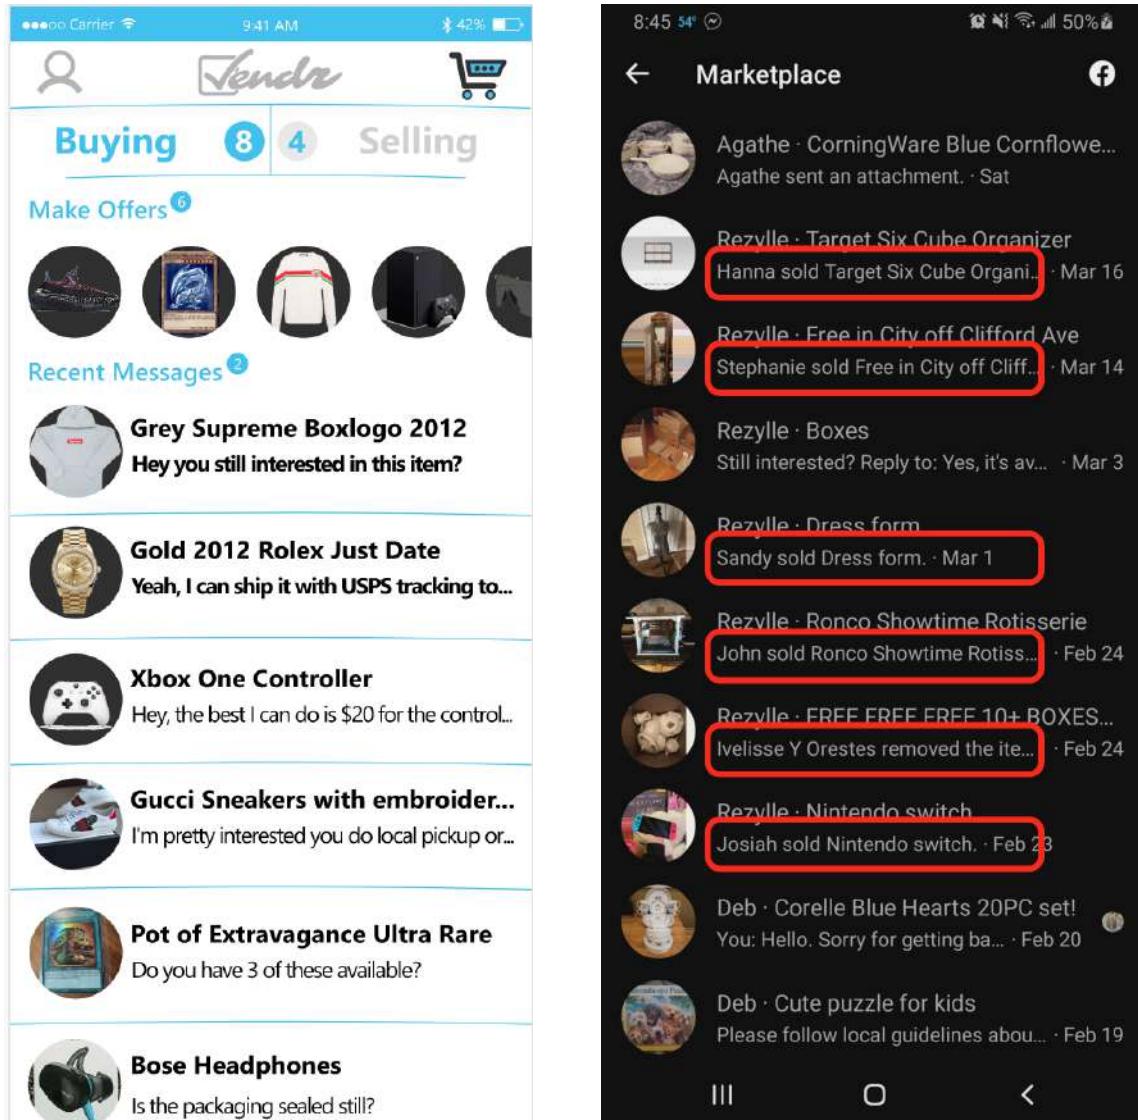 ●●●oo Carrier 9:41 AM 42%
Vendr
Buying 8 4 Selling
Make Offers 6
Recent Messages 2
Grey Supreme Boxlogo 2012
Hey you still interested in this item?
Gold 2012 Rolex Just Date
Yeah, I can ship it with USPS tracking to...
Xbox One Controller
Hey, the best I can do is $20 for the control...
Gucci Sneakers with embroider...
I'm pretty interested you do local pickup or...
Pot of Extravagance Ultra Rare
Do you have 3 of these available?
Bose Headphones
Is the packaging sealed still?
8:45 54° 50%
Marketplace
Agathe · CorningWare Blue Cornflowe...
Agathe sent an attachment. · Sat
Rezylle · Target Six Cube Organizer
Hanna sold Target Six Cube Organi... · Mar 16
Rezylle · Free in City off Clifford Ave
Stephanie sold Free in City off Cliff... · Mar 14
Rezylle · Boxes
Still interested? Reply to: Yes, it's av... · Mar 3
Rezylle · Dress form
Sandy sold Dress form. · Mar 1
Rezylle · Ronco Showtime Rotisserie
John sold Ronco Showtime Rotiss... · Feb 24
Rezylle · FREE FREE FREE 10+ BOXES...
Ivelisse Y Orestes removed the ite... · Feb 24
Rezylle · Nintendo switch
Josiah sold Nintendo switch. · Feb 23
Deb · Corelle Blue Hearts 20PC set!
You: Hello. Sorry for getting ba... · Feb 20
Deb · Cute puzzle for kids
Please follow local guidelines abou... · Feb 19